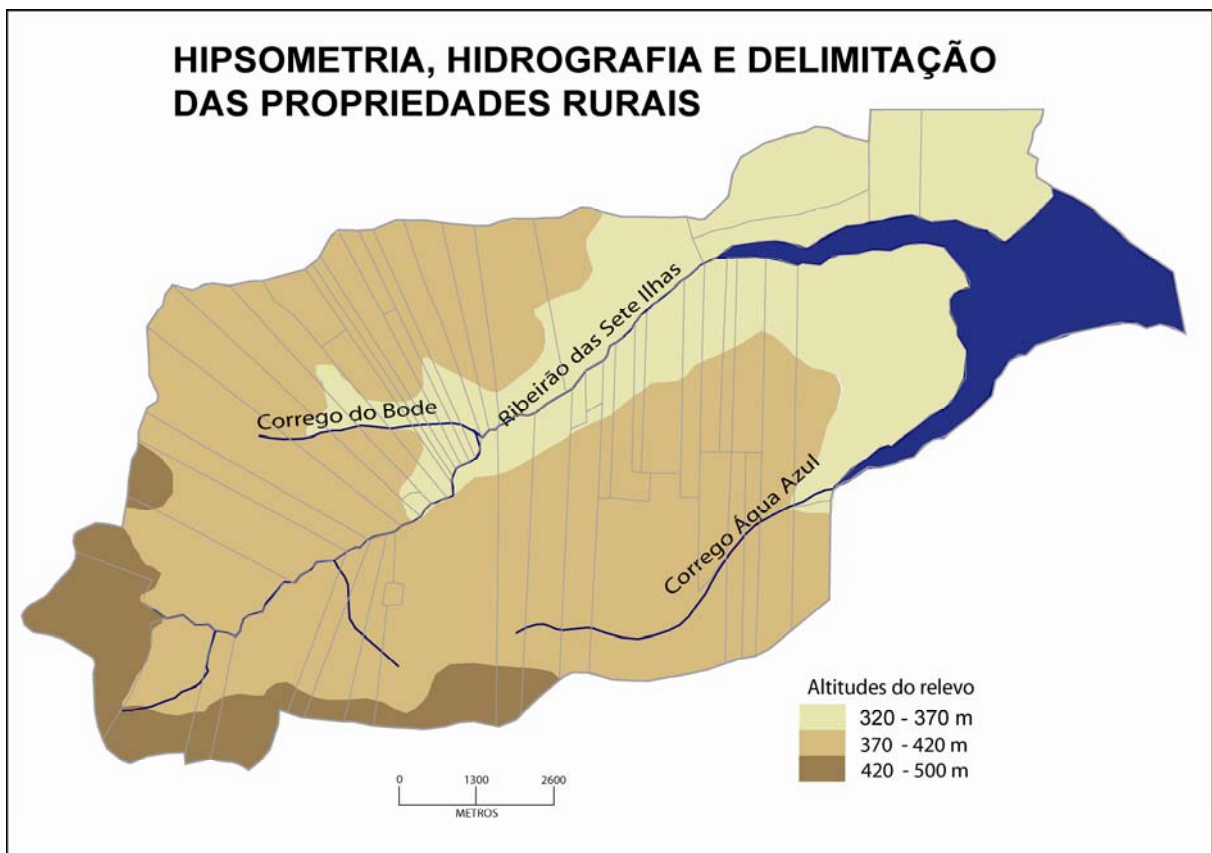 HIPSOMETRIA, HIDROGRAFIA E DELIMITAÇÃO
DAS PROPRIEDADES RURAIS
Ribeirão das Sete Ilhas
Corrego do Bode
Corrego Água Azul
Altitudes do relevo
320 - 370 m
370 - 420 m
420 - 500 m
0 1300 2600
METROS